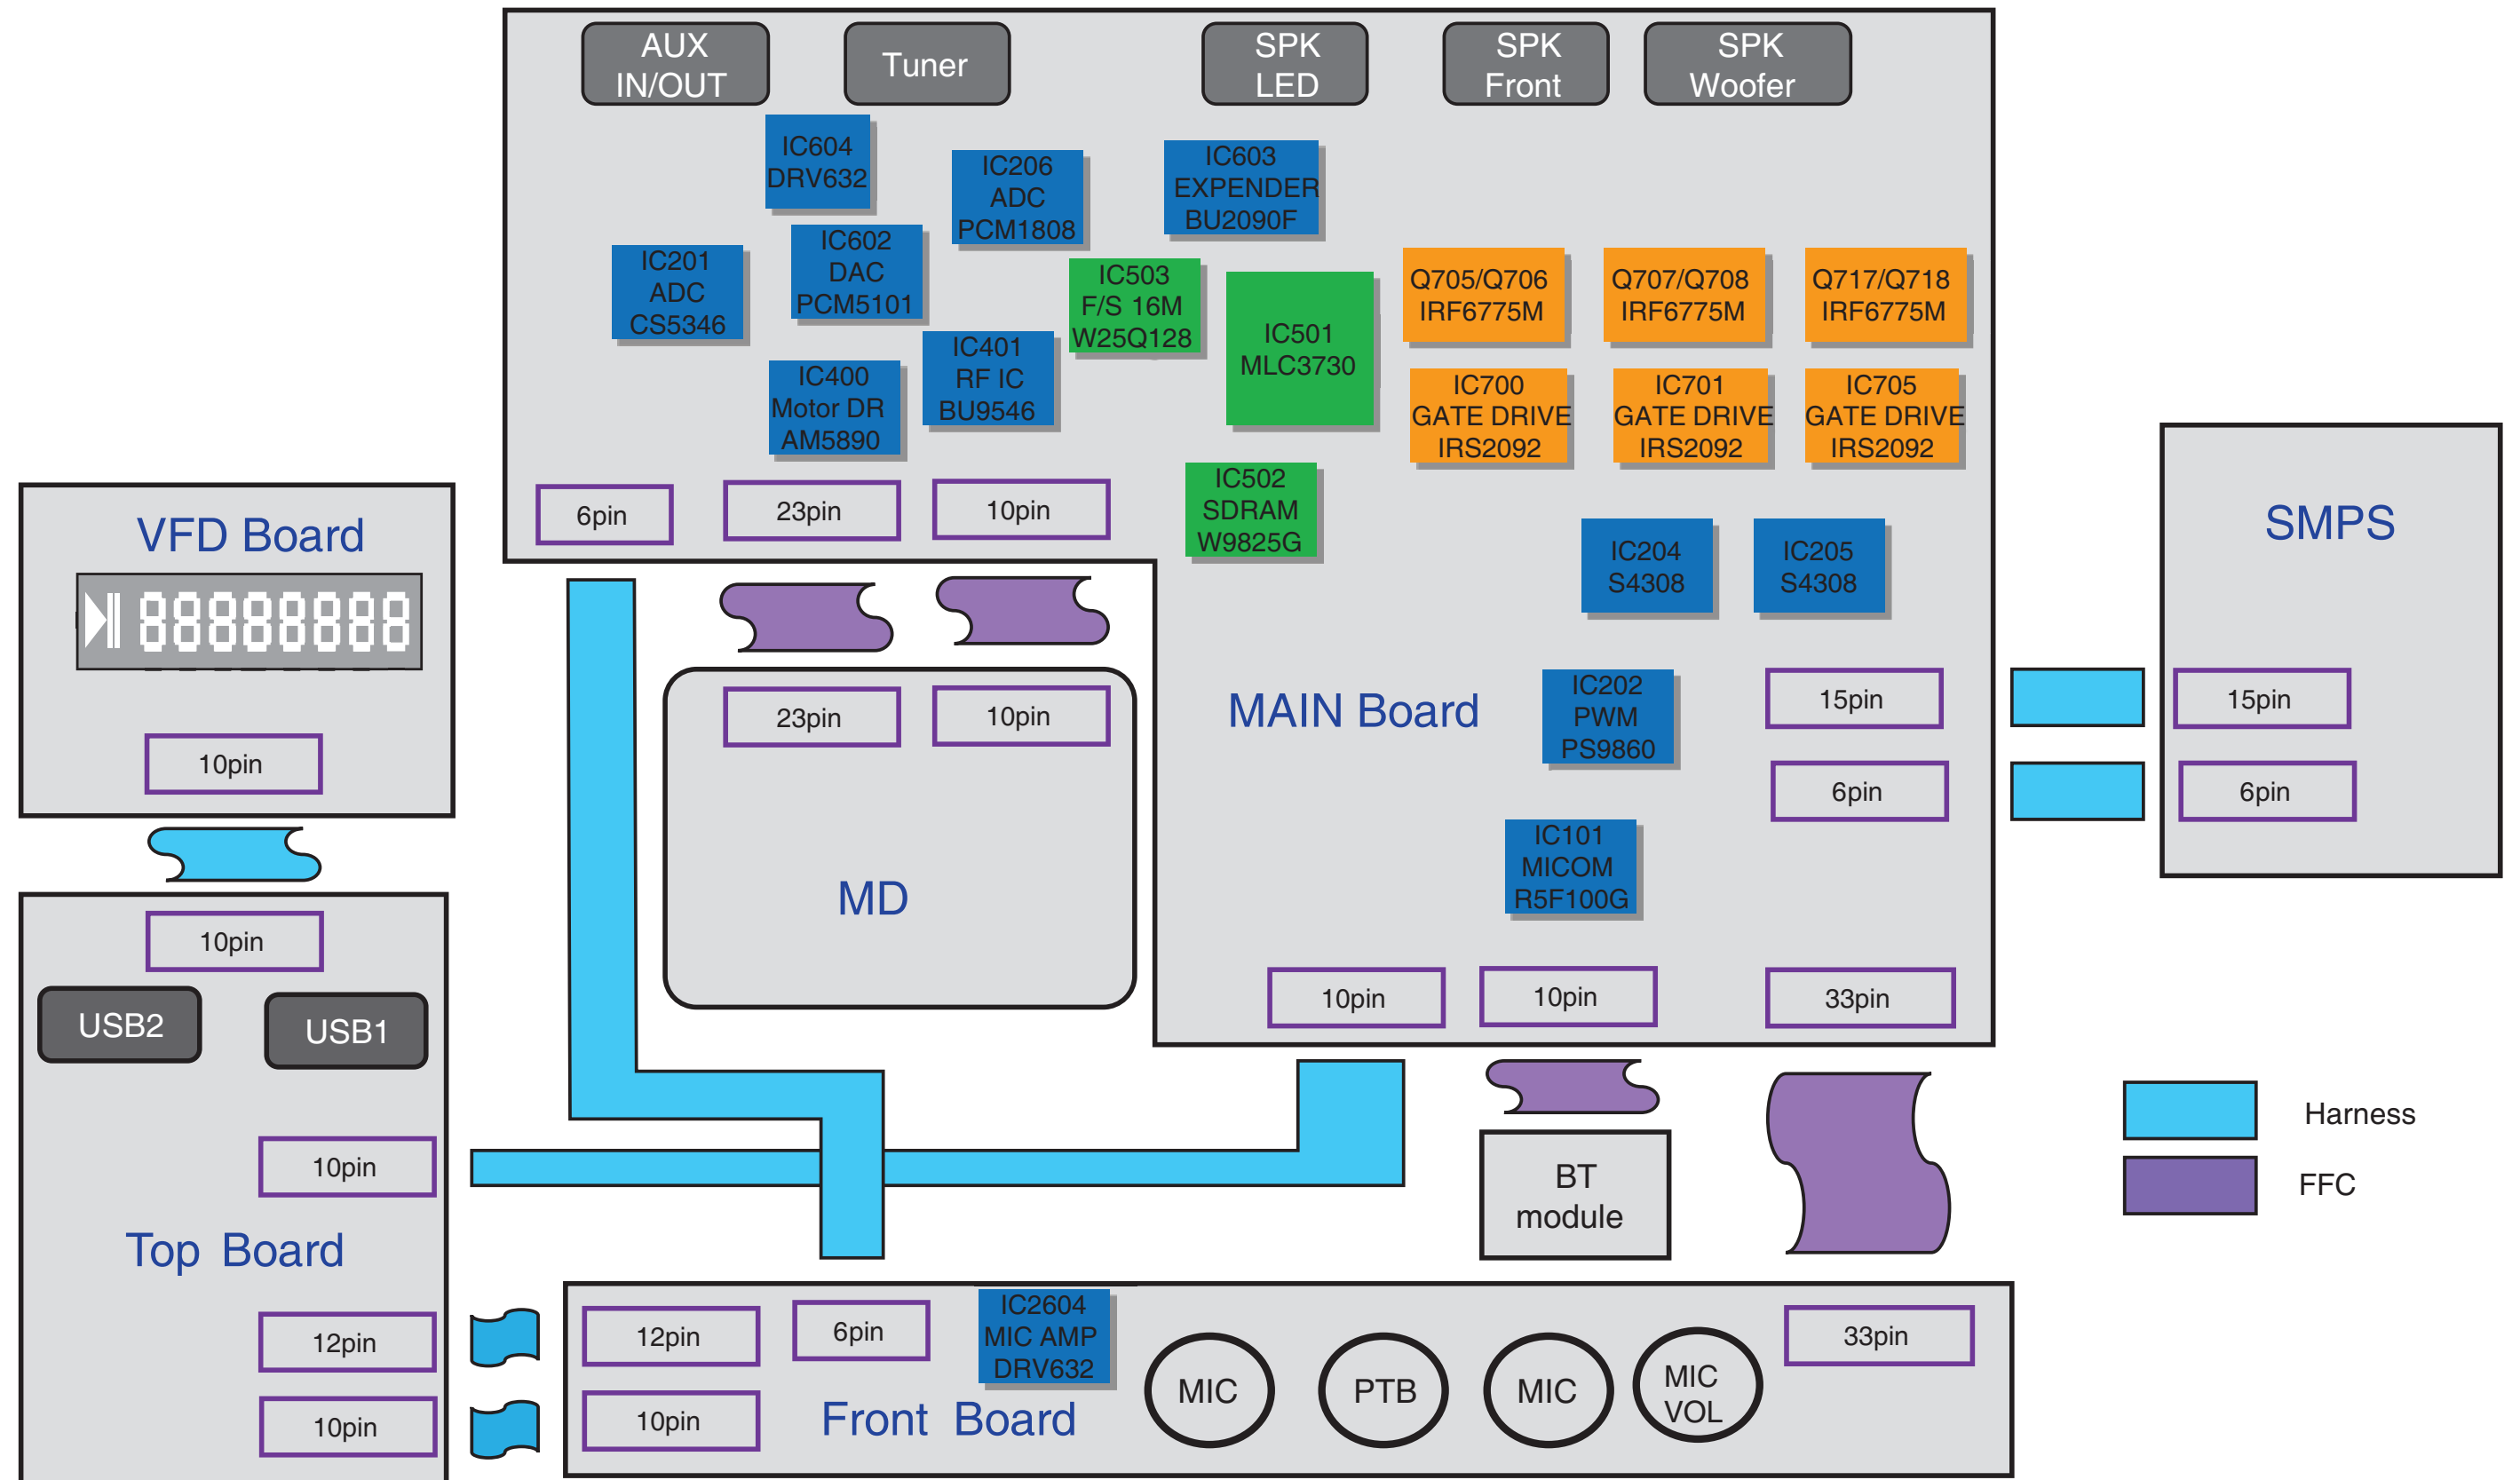 AUX
IN/OUT
Tuner
SPK
LED
SPK
Front
SPK
Woofer
IC604
DRV632
IC206
ADC
PCM1808
IC603
EXPENDER
BU2090F
IC201
ADC
CS5346
IC602
DAC
PCM5101
IC503
F/S 16M
W25Q128
IC501
MLC3730
Q705/Q706
IRF6775M
Q707/Q708
IRF6775M
Q717/Q718
IRF6775M
IC400
Motor DR
AM5890
IC401
RF IC
BU9546
IC700
GATE DRIVE
IRS2092
IC701
GATE DRIVE
IRS2092
IC705
GATE DRIVE
IRS2092
6pin
23pin
10pin
IC502
SDRAM
W9825G
IC204
S4308
IC205
S4308
VFD Board
88888888
10pin
SMPS
15pin
6pin
23pin
10pin
MD
MAIN Board
IC202
PWM
PS9860
15pin
6pin
IC101
MICOM
R5F100G
10pin
10pin
33pin
10pin
USB2
USB1
10pin
Top Board
12pin
10pin
BT
module
Harness
FFC
12pin
6pin
IC2604
MIC AMP
DRV632
10pin
Front Board
MIC
PTB
MIC
MIC
VOL
33pin